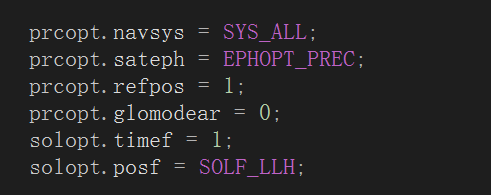 prcopt.navsys = SYS_ALL;
prcopt.sateph = EPHOPT_PREC;
prcopt.refpos = 1;
prcopt.glomodear = 0;
solopt.timef = 1;
solopt.posf = SOLF_LLH;